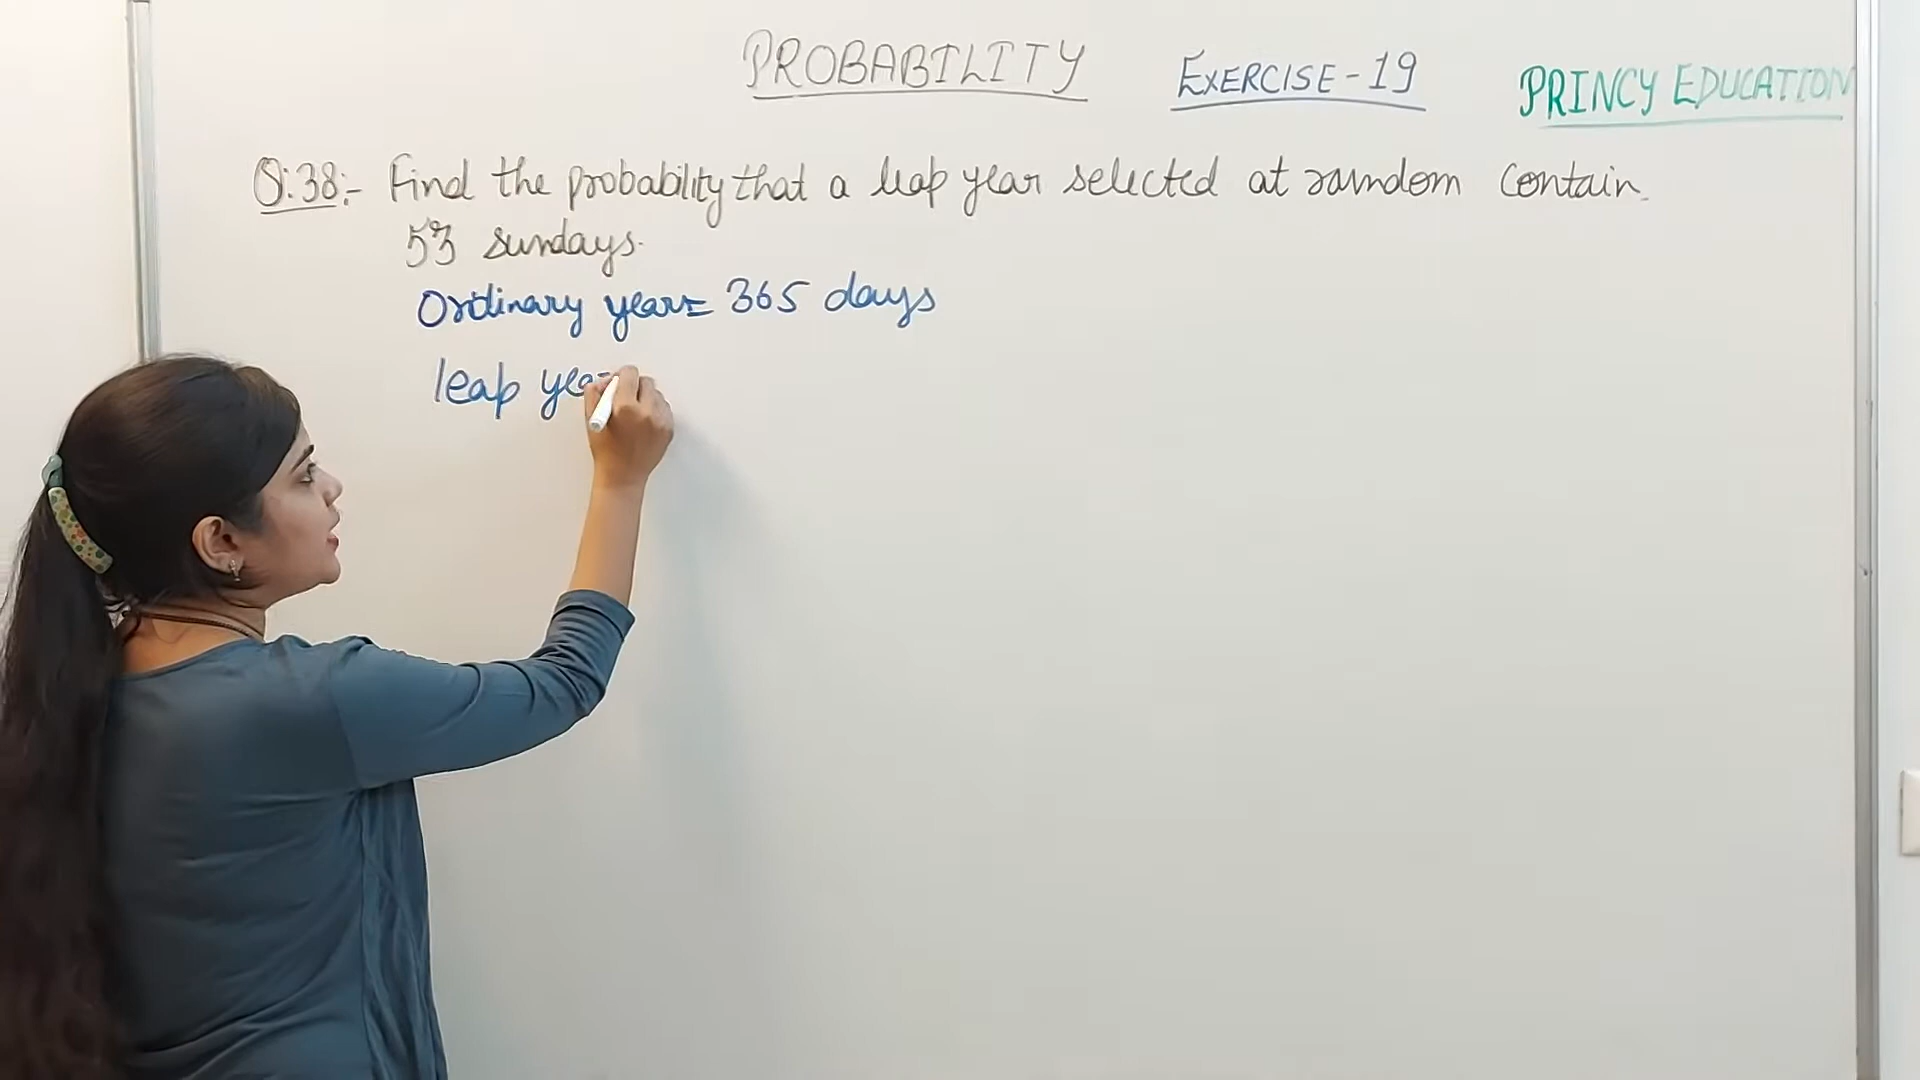 PROBABILITY EXERCISE-19 PRINCY EDUCATION
Q:38:- Find the probability that a leap year selected at random contain
53 sundays.
Ordinary year= 365 days
leap year